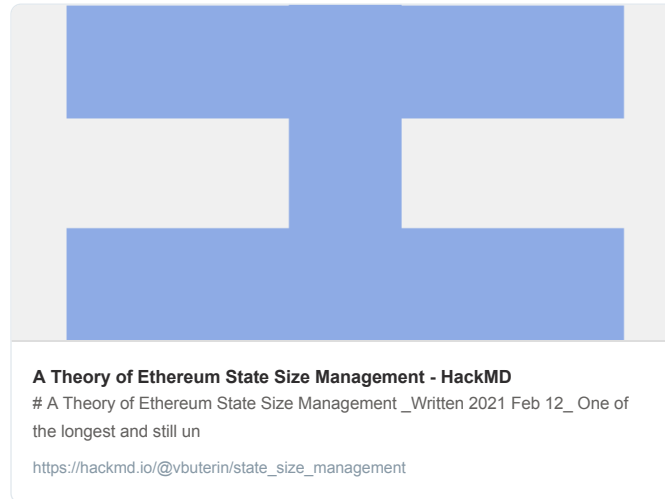 A Theory of Ethereum State Size Management - HackMD
# A Theory of Ethereum State Size Management _Written 2021 Feb 12_ One of
the longest and still un
https://hackmd.io/@vbuterin/state_size_management